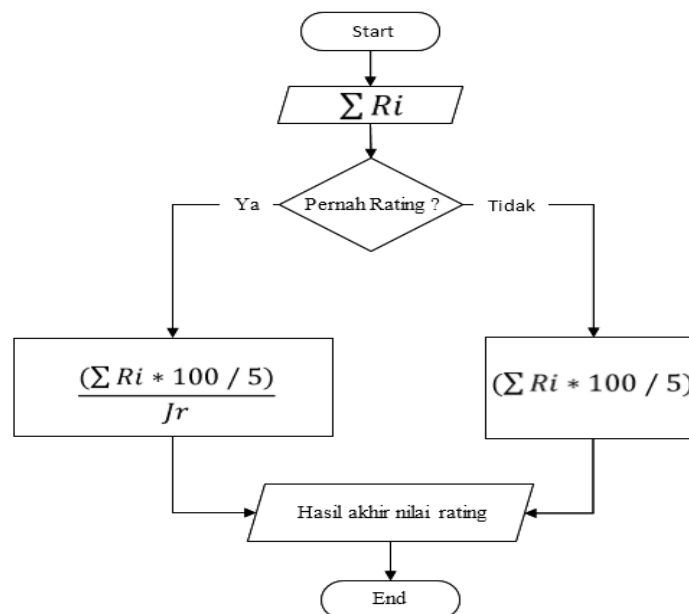 Start
∑ Ri
Pernah Rating ?
Ya
Tidak
(∑ Ri * 100 / 5)
Jr
(∑ Ri * 100 / 5)
Hasil akhir nilai rating
End